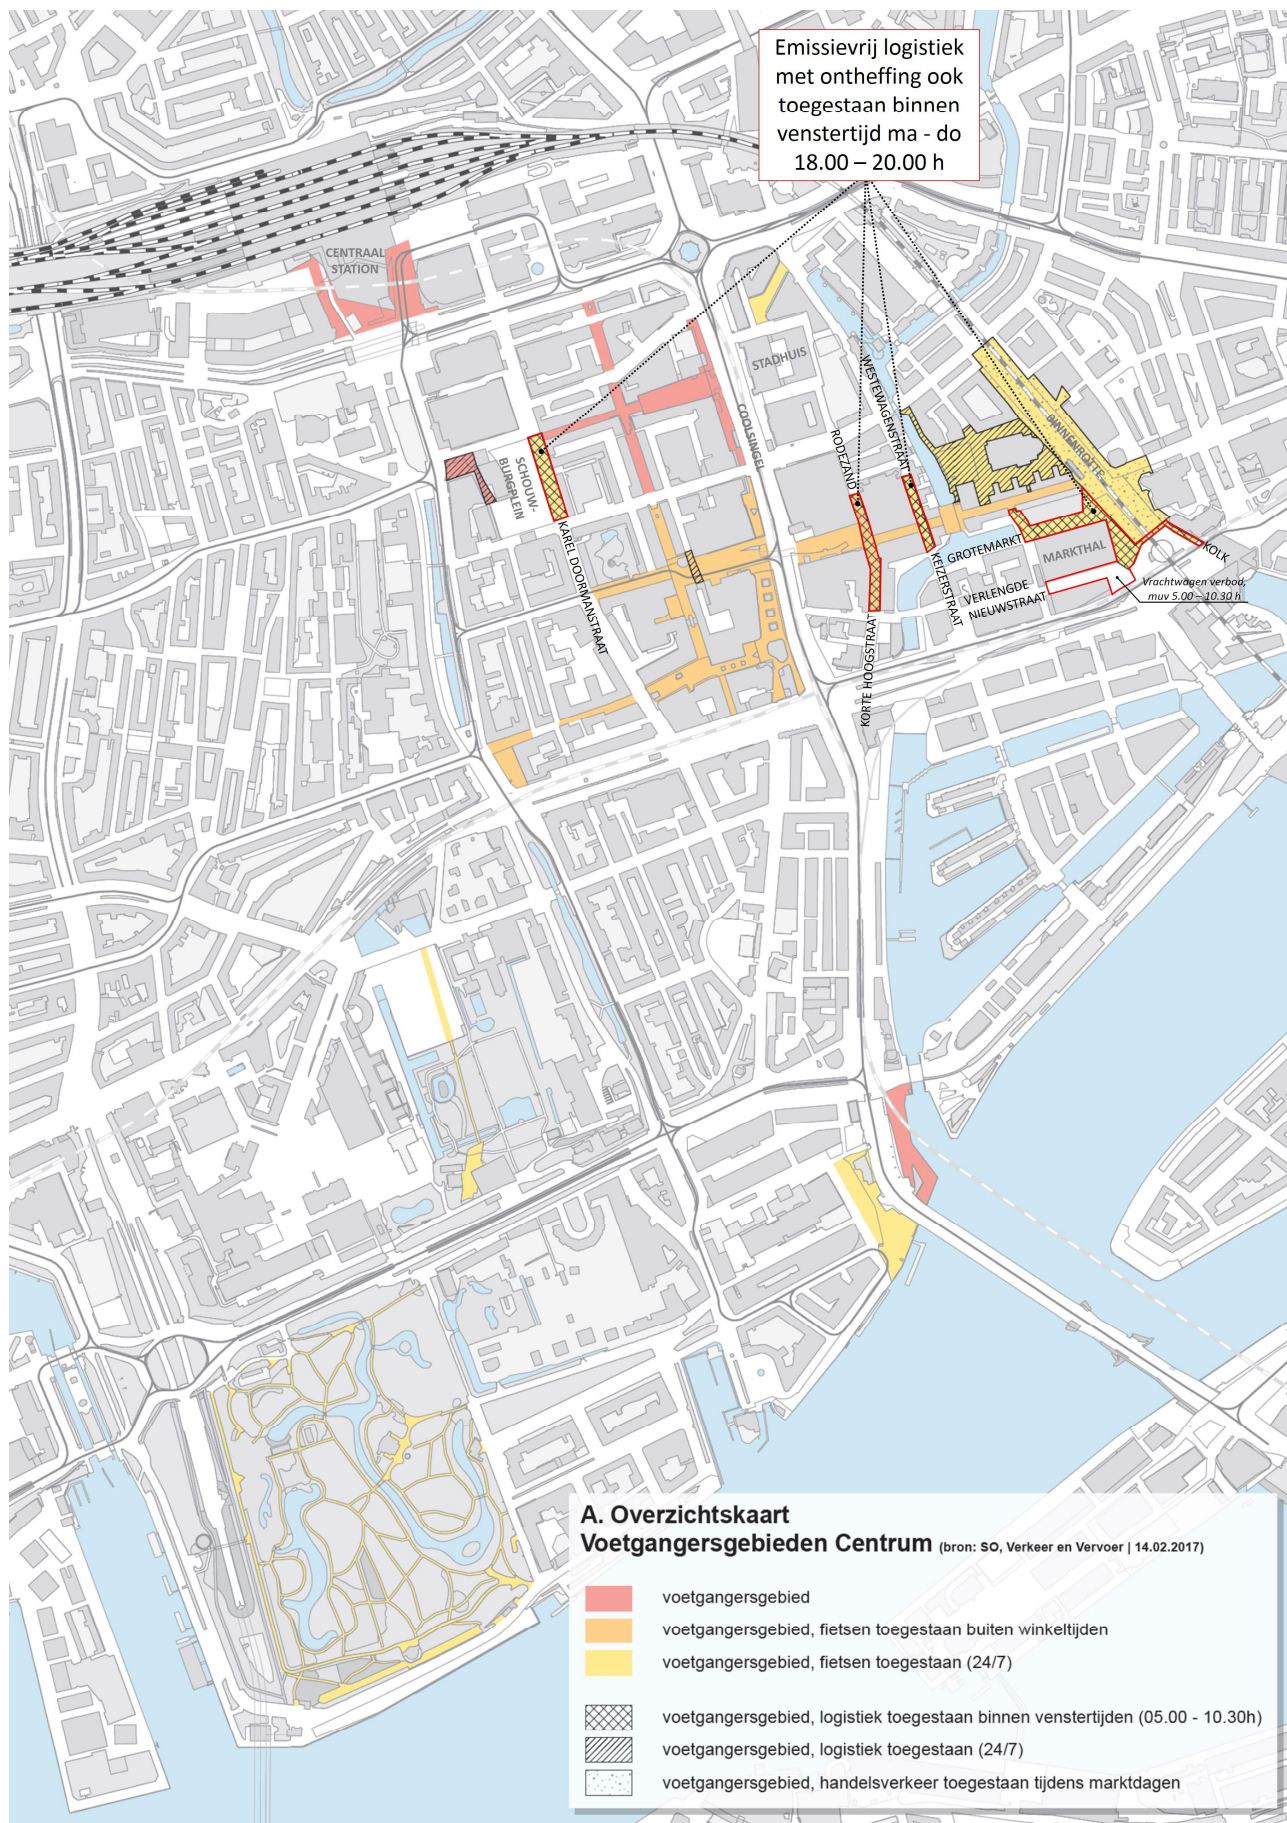 Emissievrij logistiek
met ontheffing ook
toegestaan binnen
venstertijd ma - do
18.00 – 20.00 h
CENTRAAL
STATION
STADHUIS
COOLSINGEL
WESTEWAGENSTRAAT
RODEZAND
BINNENROTTE
SCHOUW-
BURGPLEIN
KAREL DOORMANSTRAAT
GROTEMARKT
MARKTHAL
KOLK
KEIZERSTRAAT
VERLENGDE
NIEUWSTRAAT
Vrachtwagen verbod,
muv 5.00 – 10.30 h
KORTE HOOGSTRAAT
A. Overzichtskaart
Voetgangersgebieden Centrum (bron: SO, Verkeer en Vervoer | 14.02.2017)
voetgangersgebied
voetgangersgebied, fietsen toegestaan buiten winkeltijden
voetgangersgebied, fietsen toegestaan (24/7)
voetgangersgebied, logistiek toegestaan binnen venstertijden (05.00 - 10.30h)
voetgangersgebied, logistiek toegestaan (24/7)
voetgangersgebied, handelsverkeer toegestaan tijdens marktdagen